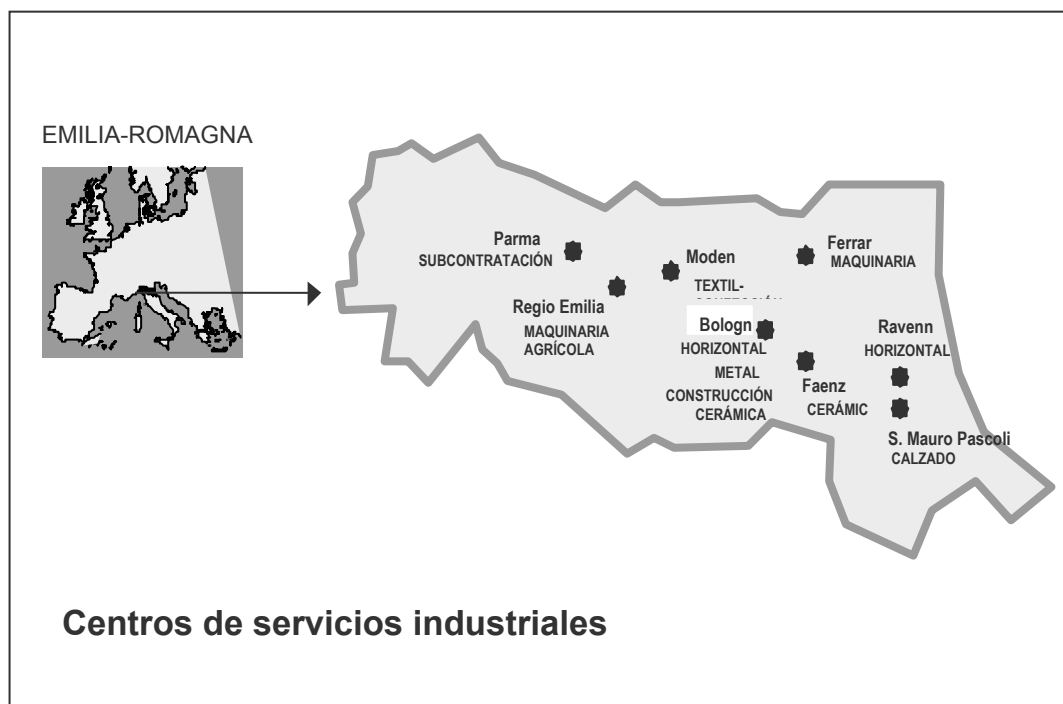 EMILIA-ROMAGNA
Parma
SUBCONTRATACIÓN
Regio Emilia
MAQUINARIA
AGRÍCOLA
Moden
TEXTIL-
Bologn
HORIZONTAL
METAL
CONSTRUCCIÓN
CERÁMICA
Ferrar
MAQUINARIA
Faenz
CERÁMIC
Ravenn
HORIZONTAL
S. Mauro Pascoli
CALZADO
Centros de servicios industriales